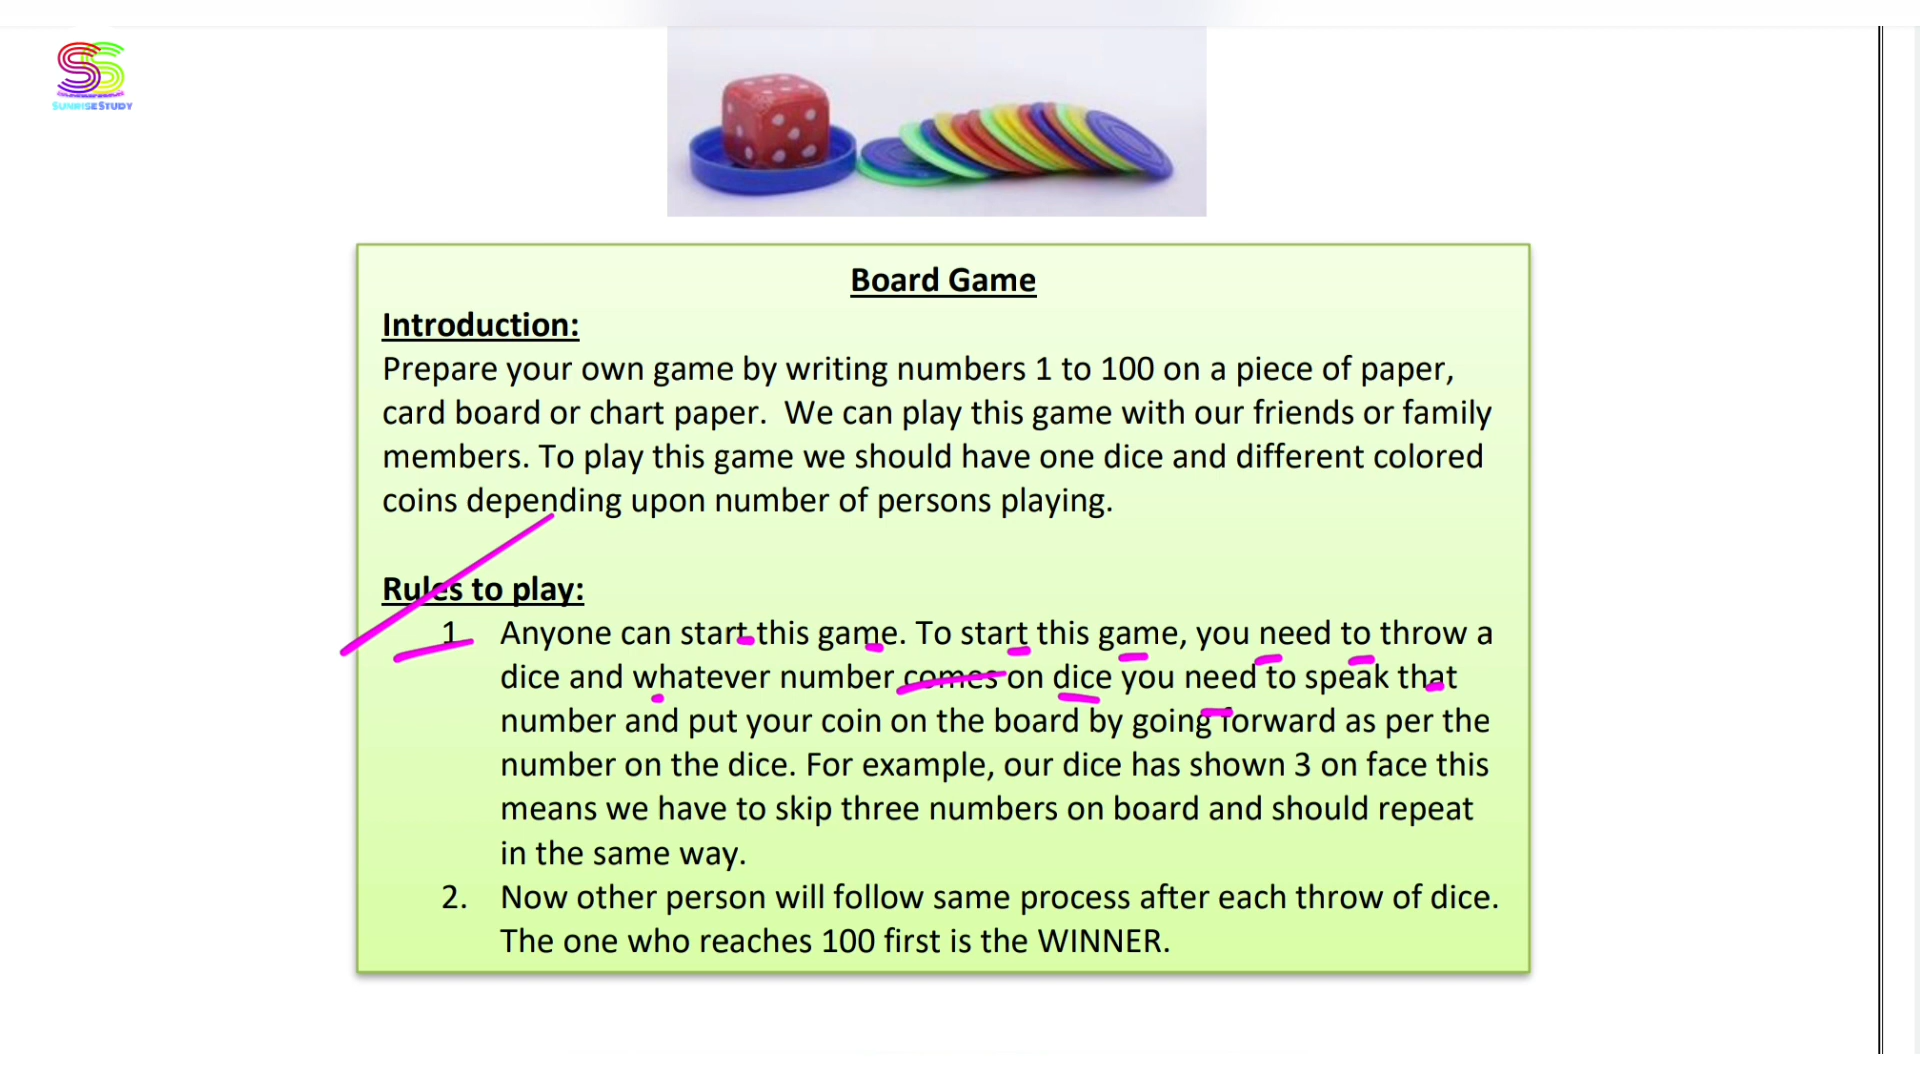 SS
SUNRISE STUDY
Board Game
Introduction:
Prepare your own game by writing numbers 1 to 100 on a piece of paper,
card board or chart paper.  We can play this game with our friends or family
members. To play this game we should have one dice and different colored
coins depending upon number of persons playing.
Rules to play:
1. Anyone can start this game. To start this game, you need to throw a
dice and whatever number comes on dice you need to speak that
number and put your coin on the board by going forward as per the
number on the dice. For example, our dice has shown 3 on face this
means we have to skip three numbers on board and should repeat
in the same way.
2. Now other person will follow same process after each throw of dice.
The one who reaches 100 first is the WINNER.